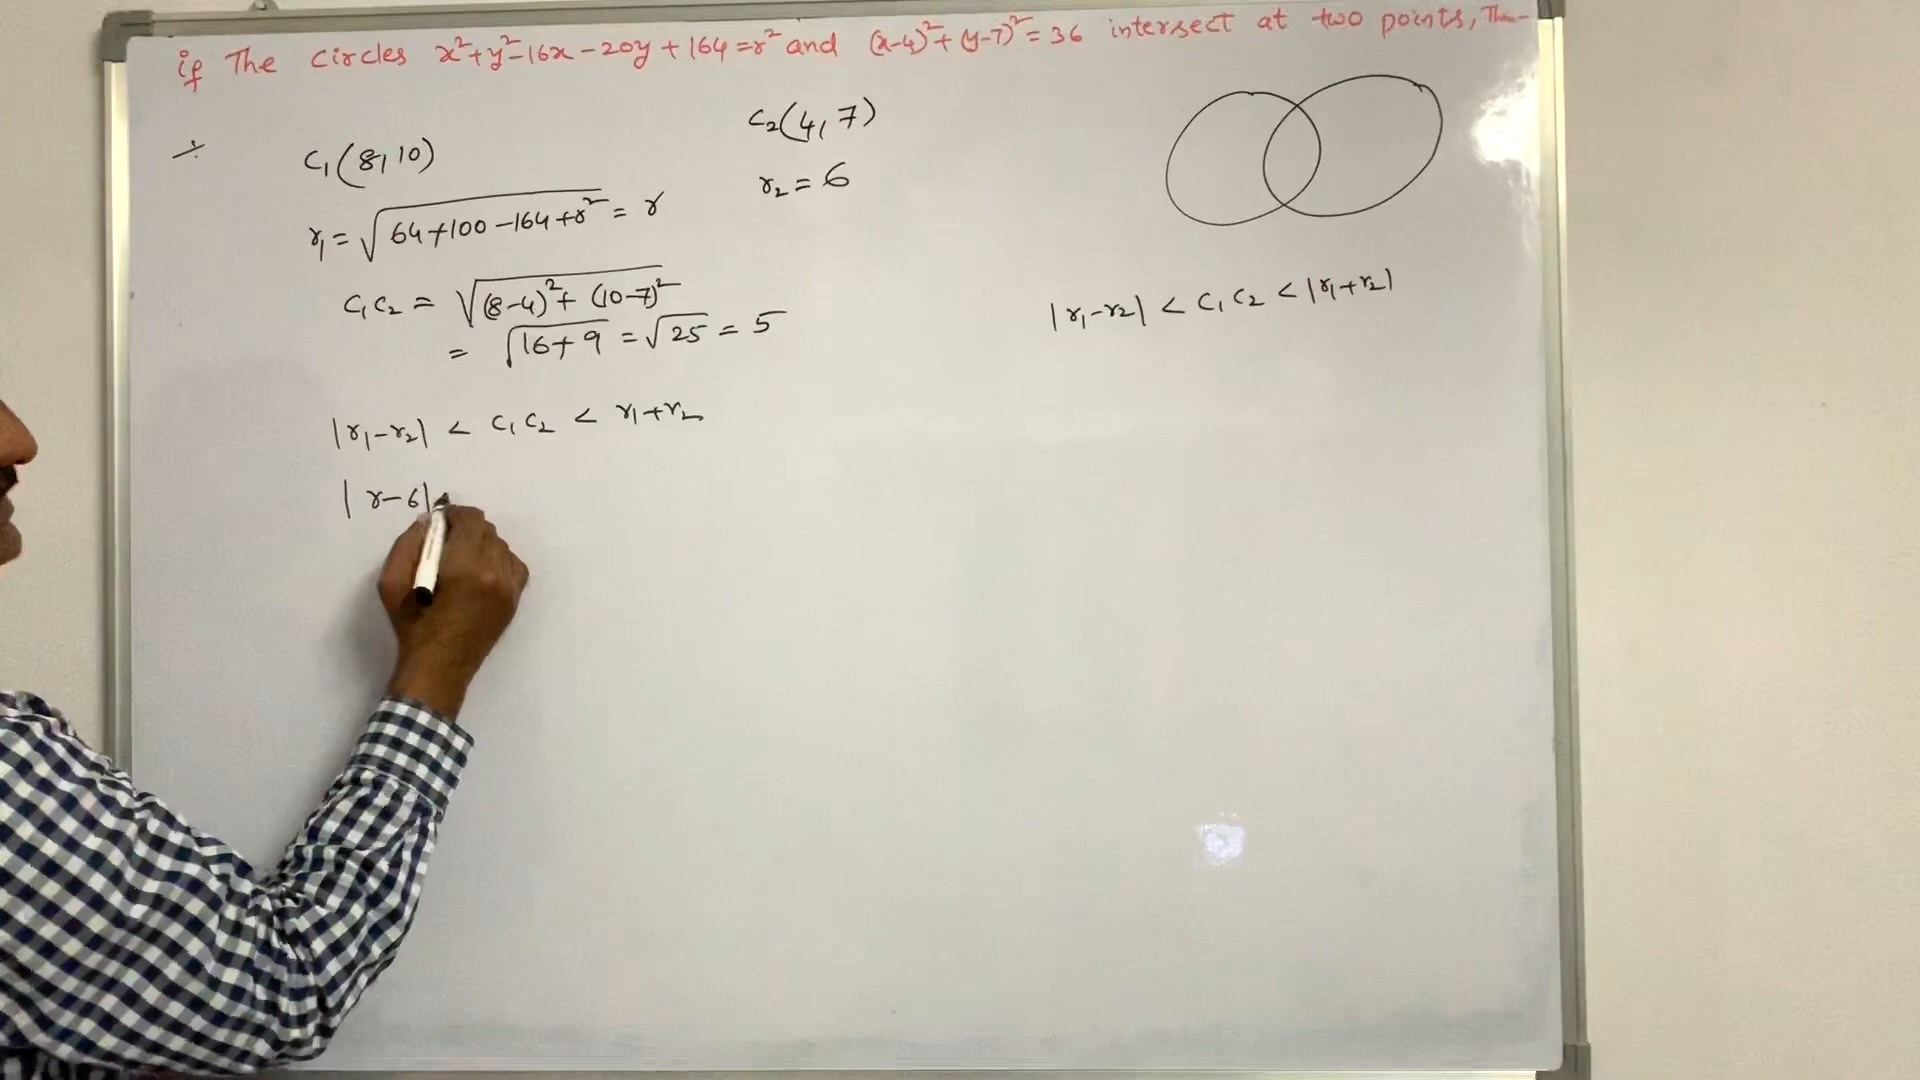 if The circles x²+y²-16x-20y+164=r² and (x-4)²+(y-7)²=36 intersect at two points, Then-
C₁(8,10)
C₂(4,7)
r₁ = √64+100-164+r² = r
r₂ = 6
C₁C₂ = √(8-4)²+(10-7)²
= √16+9 = √25 = 5
|r₁-r₂| < C₁C₂ < |r₁+r₂|
|r₁-r₂| < C₁C₂ < r₁+r₂
|r-6|<